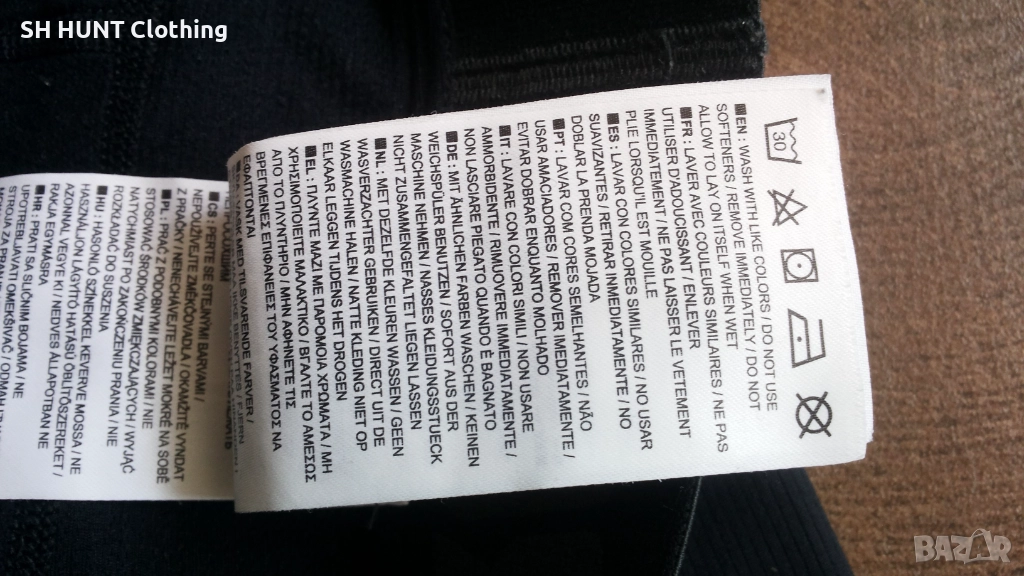 SH HUNT Clothing
30
EN: WASH WITH LIKE COLORS / DO NOT USE
SOFTENERS / REMOVE IMMEDIATELY / DO NOT
ALLOW TO LAY ON ITSELF WHEN WET
FR: LAVER AVEC COULEURS SIMILAIRES / NE PAS
UTILISER D'ADOUCISSANT / ENLEVER
IMMEDIATEMENT / NE PAS LAISSER LE VETEMENT
PLIE LORSQU'IL EST MOUILLE
ES: LAVAR CON COLORES SIMILARES / NO USAR
SUAVIZANTES / RETIRAR INMEDIATAMENTE / NO
DOBLAR LA PRENDA MOJADA
PT: LAVAR COM CORES SEMELHANTES / NÃO
USAR AMACIADORES / REMOVER IMEDIATAMENTE /
EVITAR DOBRAR ENQUANTO MOLHADO
IT: LAVARE CON COLORI SIMILI / NON USARE
AMMORBIDENTE / RIMUOVERE IMMEDIATAMENTE /
NON LASCIARE PIEGATO QUANDO È BAGNATO
DE: MIT ÄHNLICHEN FARBEN WASCHEN / KEINEN
WEICHSPÜLER BENUTZEN / SOFORT AUS DER
MASCHINE NEHMEN / NASSES KLEIDUNGSSTUECK
NICHT ZUSAMMENGEFALTET LIEGEN LASSEN
NL: MET DEZELFDE KLEUREN WASSEN / GEEN
WASVERZACHTER GEBRUIKEN / DIRECT UIT DE
WASMACHINE HALEN / NATTE KLEDING NIET OP
ELKAAR LEGGEN TIJDENS HET DROGEN
EL: ΠΛΥΝΤΕ ΜΑΖΙ ΜΕ ΠΑΡΟΜΟΙΑ ΧΡΩΜΑΤΑ / ΜΗ
ΧΡΗΣΙΜΟΠΟΙΕΙΤΕ ΜΑΛΑΚΤΙΚΟ / ΒΓΑΛΤΕ ΤΟ ΑΜΕΣΩΣ
ΑΠΟ ΤΟ ΠΛΥΝΤΗΡΙΟ / ΜΗΝ ΑΦΗΝΕΤΕ ΤΙΣ
ΒΡΕΓΜΕΝΕΣ ΕΠΙΦΑΝΕΙΕΣ ΤΟΥ ΥΦΑΣΜΑΤΟΣ ΝΑ
ΕΦΑΠΤΟΝΤΑΙ
MED TILSVARENDE FARVER /
CS: PERTE SE STEJNÝMI BARVAMI /
NEPOUŽÍVEJTE ZMĚKČOVADLA / OKAMŽITĚ VYNDAT
Z PRAČKY / NENECHÁVEJTE LEŽET MOKRÉ NA SOBĚ
PL: PRAĆ Z PODOBNYMI KOLORAMI / NIE
STOSOWAĆ ŚRODKÓW ZMIĘKCZAJĄCYCH / WYJĄĆ
NATYCHMIAST PO ZAKOŃCZENIU PRANIA / NIE
ROZKŁADAĆ DO SUSZENIA
HU: HASONLÓ SZÍNEKKEL KEVERVE MOSSA / NE
HASZNÁLJON LÁGYÍTÓ HATÁSÚ ÖBLÍTŐSZEREKET /
AZONNAL VEGYE KI / NEDVES ÁLLAPOTBAN NE
RAKJA EGYMÁSRA
HR: PRATI SA SLIČNIM BOJAMA / NE
UPOTREBLJAVATI OMEKŠIVAČ / ODMAH
BAZAR